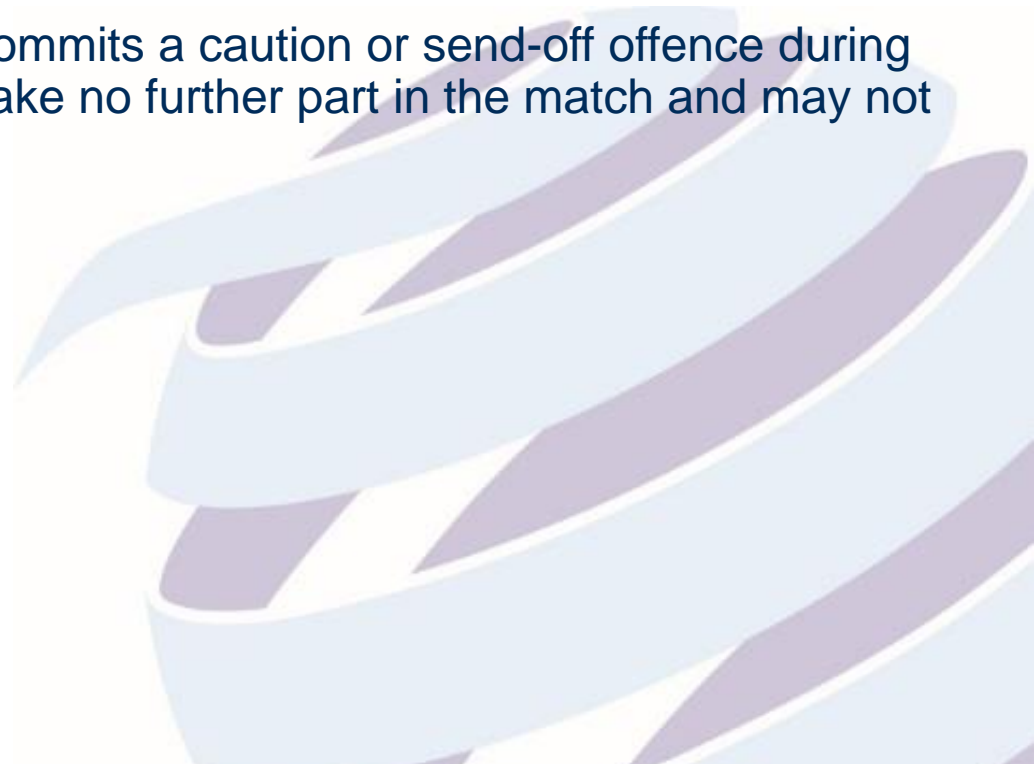 ommits a caution or send-off offence during
ake no further part in the match and may not